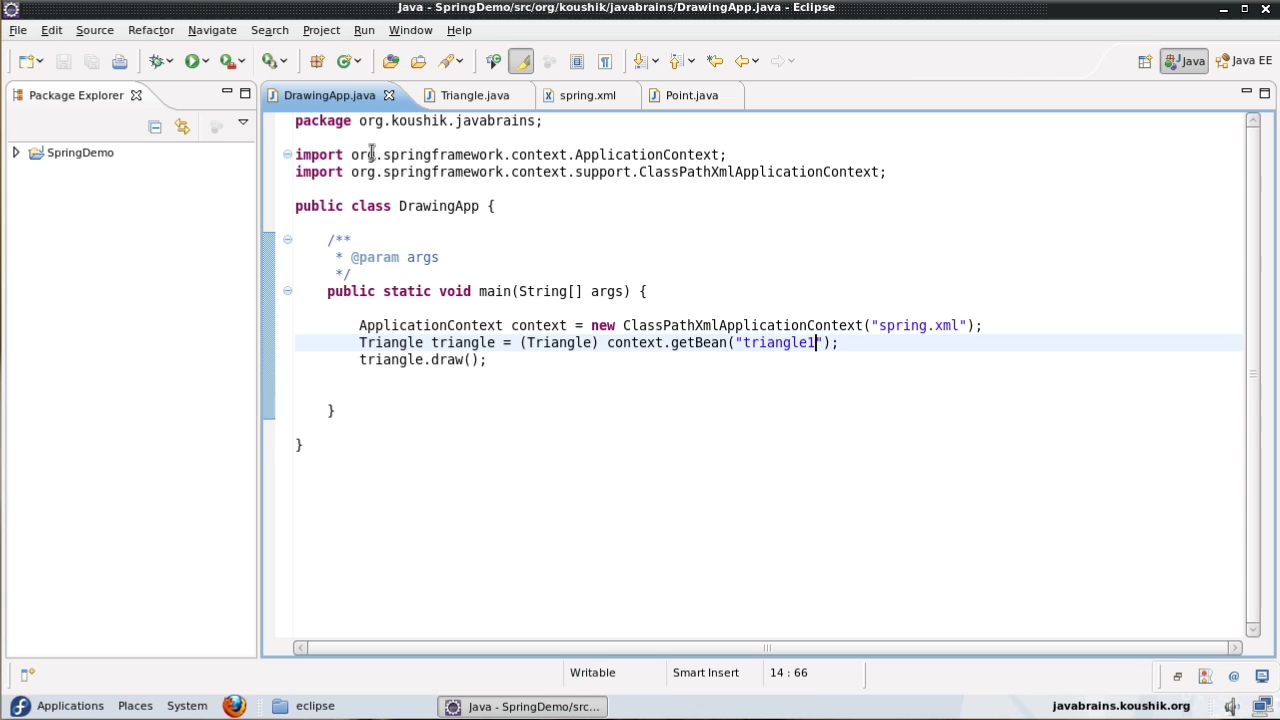 Java - SpringDemo/src/org/koushik/javabrains/DrawingApp.java - Eclipse
File Edit Source Refactor Navigate Search Project Run Window Help
Java Java EE
Package Explorer
DrawingApp.java Triangle.java spring.xml Point.java
SpringDemo
package org.koushik.javabrains;
import org.springframework.context.ApplicationContext;
import org.springframework.context.support.ClassPathXmlApplicationContext;
public class DrawingApp {
/**
* @param args
*/
public static void main(String[] args) {
ApplicationContext context = new ClassPathXmlApplicationContext("spring.xml");
Triangle triangle = (Triangle) context.getBean("triangle1");
triangle.draw();
}
}
Writable Smart Insert 14 : 66
Applications Places System eclipse Java - SpringDemo/src... javabrains.koushik.org